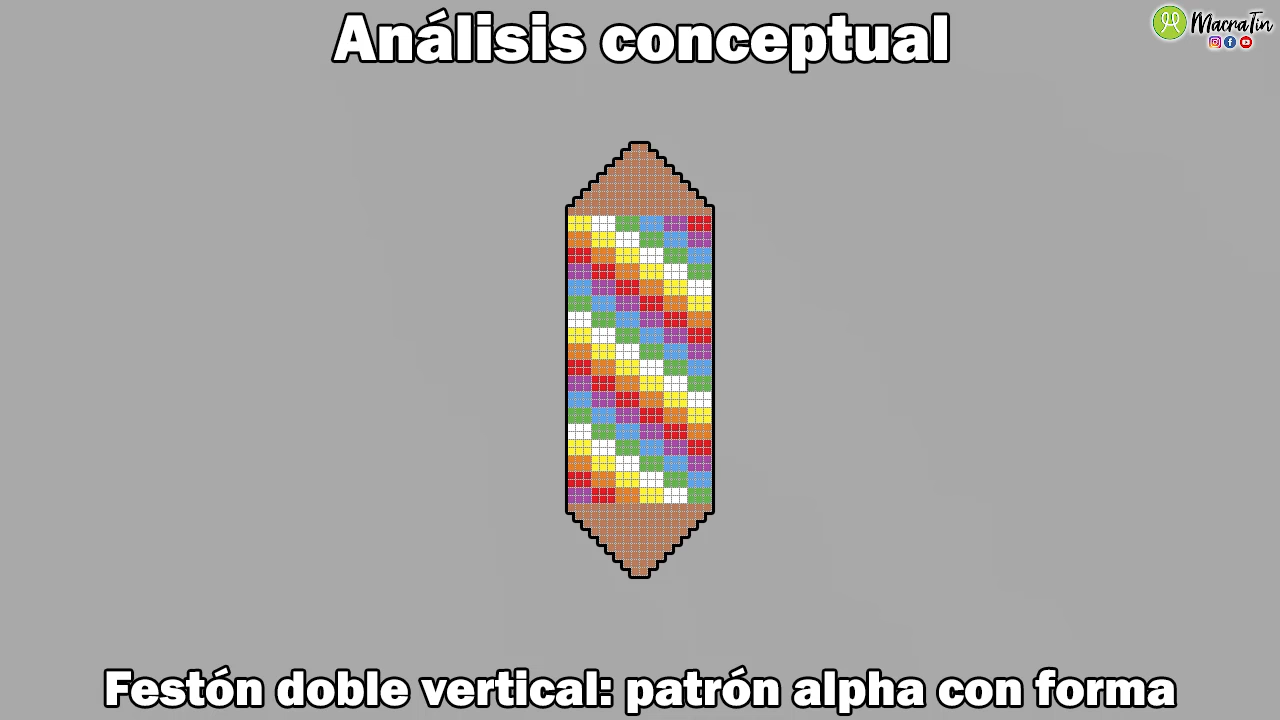 Análisis conceptual
MacraTin
Festón doble vertical: patrón alpha con forma